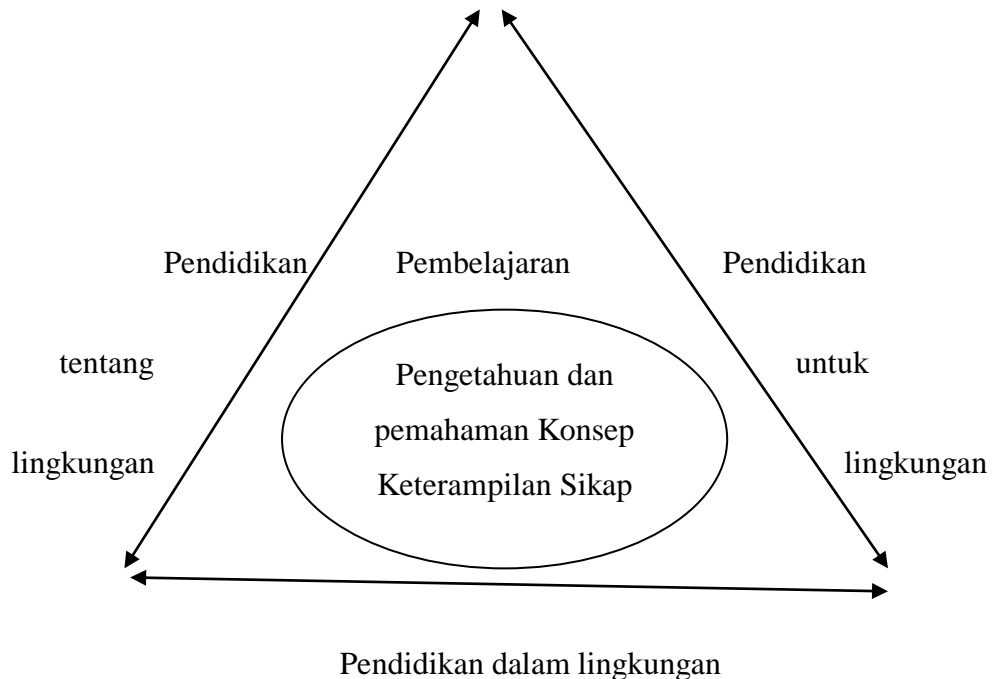 Pendidikan Pembelajaran Pendidikan
tentang
untuk
Pengetahuan dan
pemahaman Konsep
Keterampilan Sikap
lingkungan
lingkungan
Pendidikan dalam lingkungan